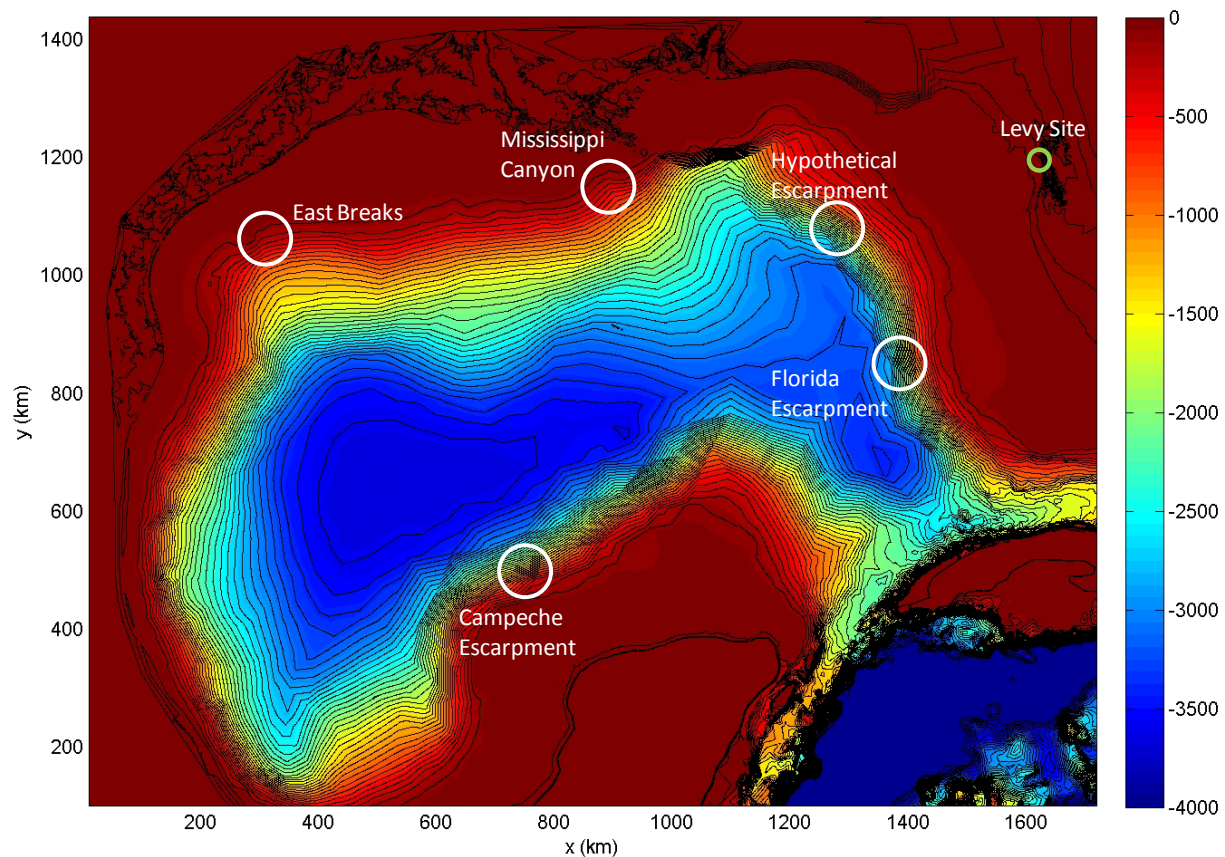 1400
1200
1000
800
600
400
200
y (km)
200
400
600
800
1000
1200
1400
1600
x (km)
Mississippi
Canyon
East Breaks
Hypothetical
Escarpment
Levy Site
Florida
Escarpment
Campeche
Escarpment
0
-500
-1000
-1500
-2000
-2500
-3000
-3500
-4000